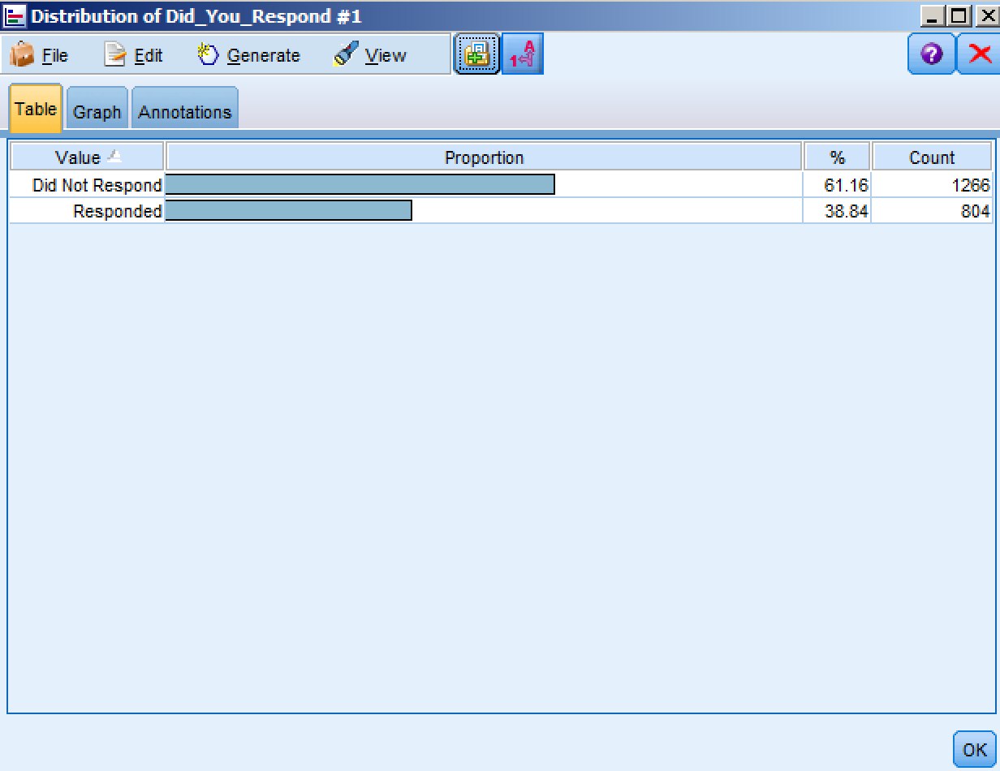 Distribution of Did_You_Respond #1
File Edit Generate View
Table Graph Annotations
Value Proportion % Count
Did Not Respond 61.16 1266
Responded 38.84 804
OK